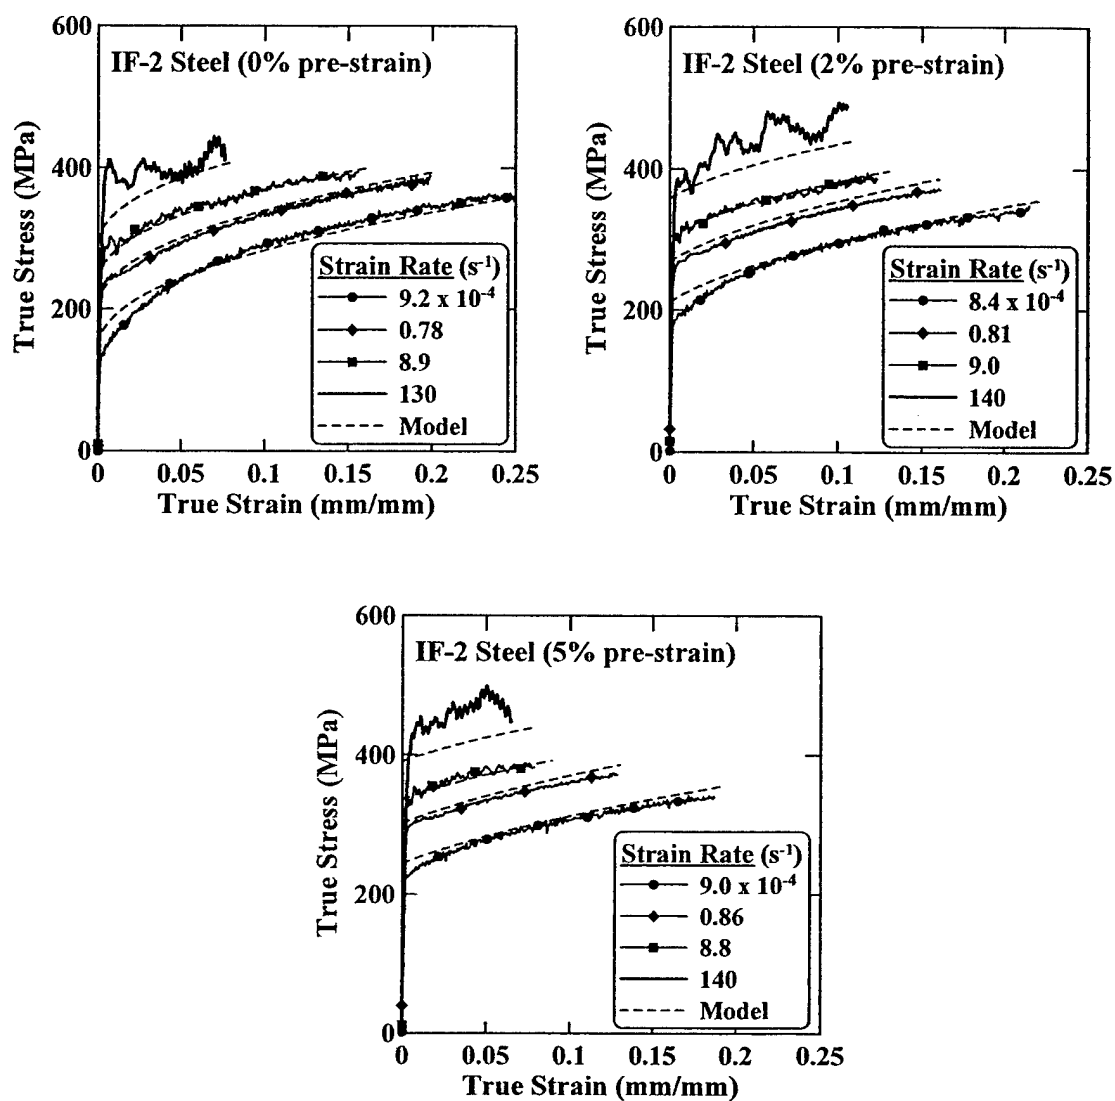 600
IF-2 Steel (0% pre-strain)
400
200
0
True Stress (MPa)
Strain Rate (s⁻¹)
9.2 x 10⁻⁴
0.78
8.9
130
Model
0 0.05 0.1 0.15 0.2 0.25
True Strain (mm/mm)
600
IF-2 Steel (2% pre-strain)
400
200
0
True Stress (MPa)
Strain Rate (s⁻¹)
8.4 x 10⁻⁴
0.81
9.0
140
Model
0 0.05 0.1 0.15 0.2 0.25
True Strain (mm/mm)
600
IF-2 Steel (5% pre-strain)
400
200
0
True Stress (MPa)
Strain Rate (s⁻¹)
9.0 x 10⁻⁴
0.86
8.8
140
Model
0 0.05 0.1 0.15 0.2 0.25
True Strain (mm/mm)